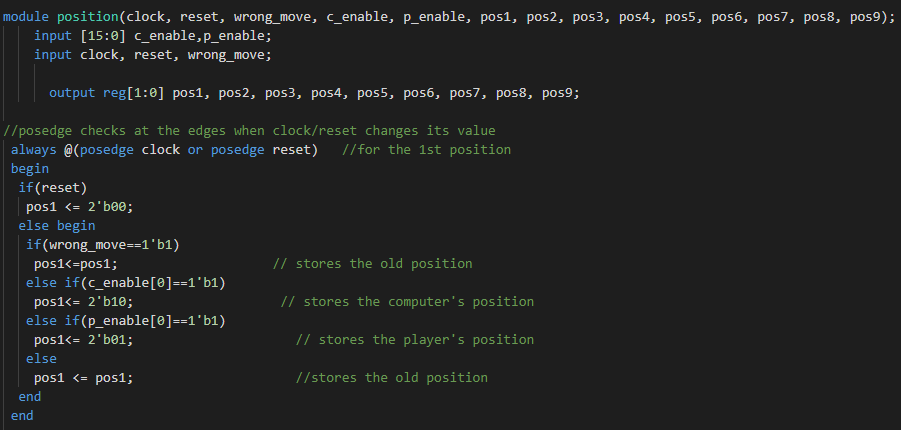 module position(clock, reset, wrong_move, c_enable, p_enable, pos1, pos2, pos3, pos4, pos5, pos6, pos7, pos8, pos9);
input [15:0] c_enable,p_enable;
input clock, reset, wrong_move;
output reg[1:0] pos1, pos2, pos3, pos4, pos5, pos6, pos7, pos8, pos9;
//posedge checks at the edges when clock/reset changes its value
always @(posedge clock or posedge reset) //for the 1st position
begin
if(reset)
pos1 <= 2'b00;
else begin
if(wrong_move==1'b1)
pos1<=pos1; // stores the old position
else if(c_enable[0]==1'b1)
pos1<= 2'b10; // stores the computer's position
else if(p_enable[0]==1'b1)
pos1<= 2'b01; // stores the player's position
else
pos1 <= pos1; //stores the old position
end
end